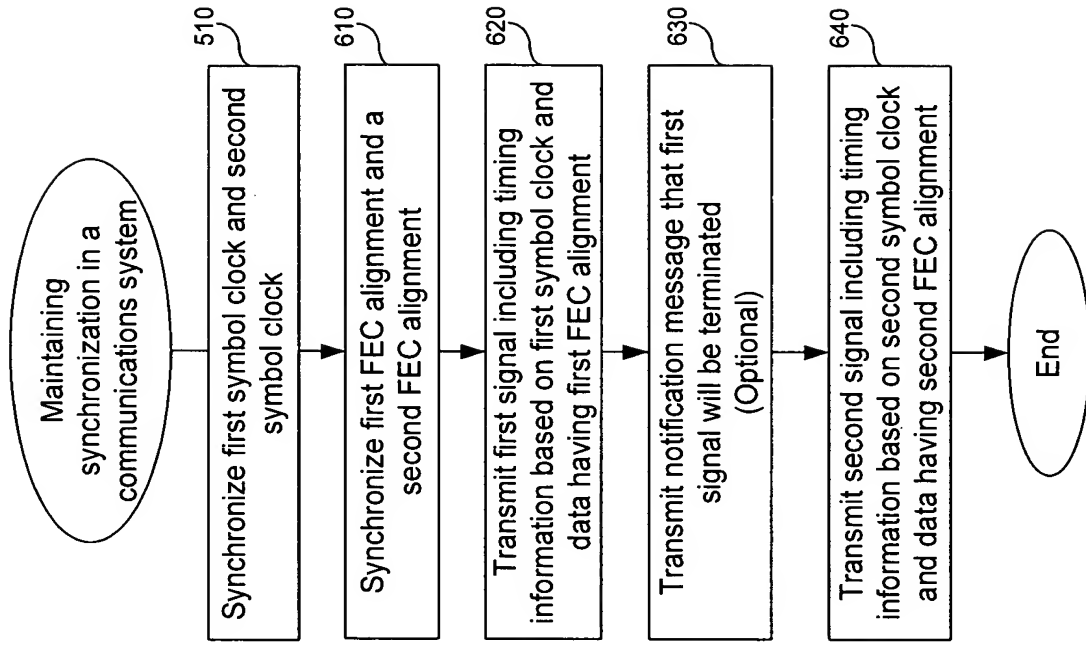 Maintaining
synchronization in a
communications system
510
Synchronize first symbol clock and second
symbol clock
610
Synchronize first FEC alignment and a
second FEC alignment
620
Transmit first signal including timing
information based on first symbol clock and
data having first FEC alignment
630
Transmit notification message that first
signal will be terminated
(Optional)
640
Transmit second signal including timing
information based on second symbol clock
and data having second FEC alignment
End